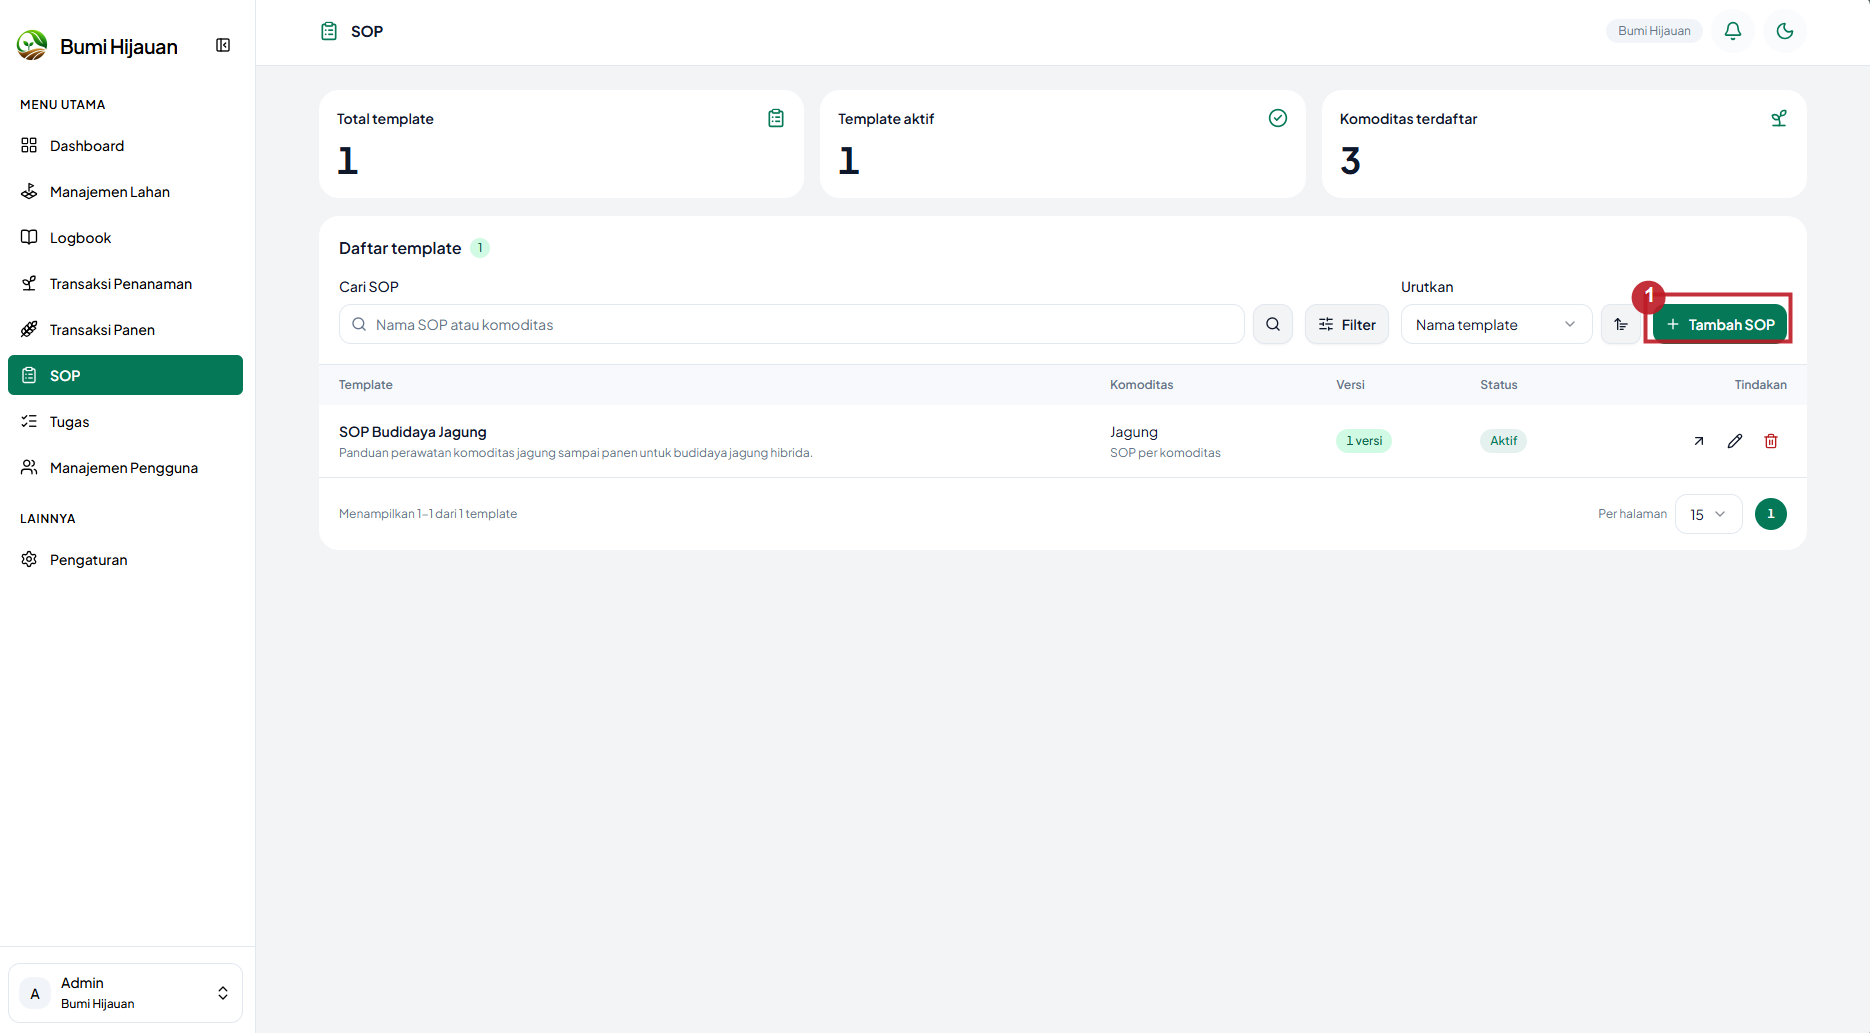 Bumi Hijauan
MENU UTAMA
Dashboard
Manajemen Lahan
Logbook
Transaksi Penanaman
Transaksi Panen
SOP
Tugas
Manajemen Pengguna
LAINNYA
Pengaturan
A
Admin
Bumi Hijauan
SOP
Bumi Hijauan
Total template
1
Template aktif
1
Komoditas terdaftar
3
Daftar template 1
Cari SOP
Nama SOP atau komoditas
Filter
Urutkan
Nama template
1
+ Tambah SOP
Template Komoditas Versi Status Tindakan
SOP Budidaya Jagung
Panduan perawatan komoditas jagung sampai panen untuk budidaya jagung hibrida.
Jagung
SOP per komoditas
1 versi
Aktif
Menampilkan 1–1 dari 1 template
Per halaman 15 1